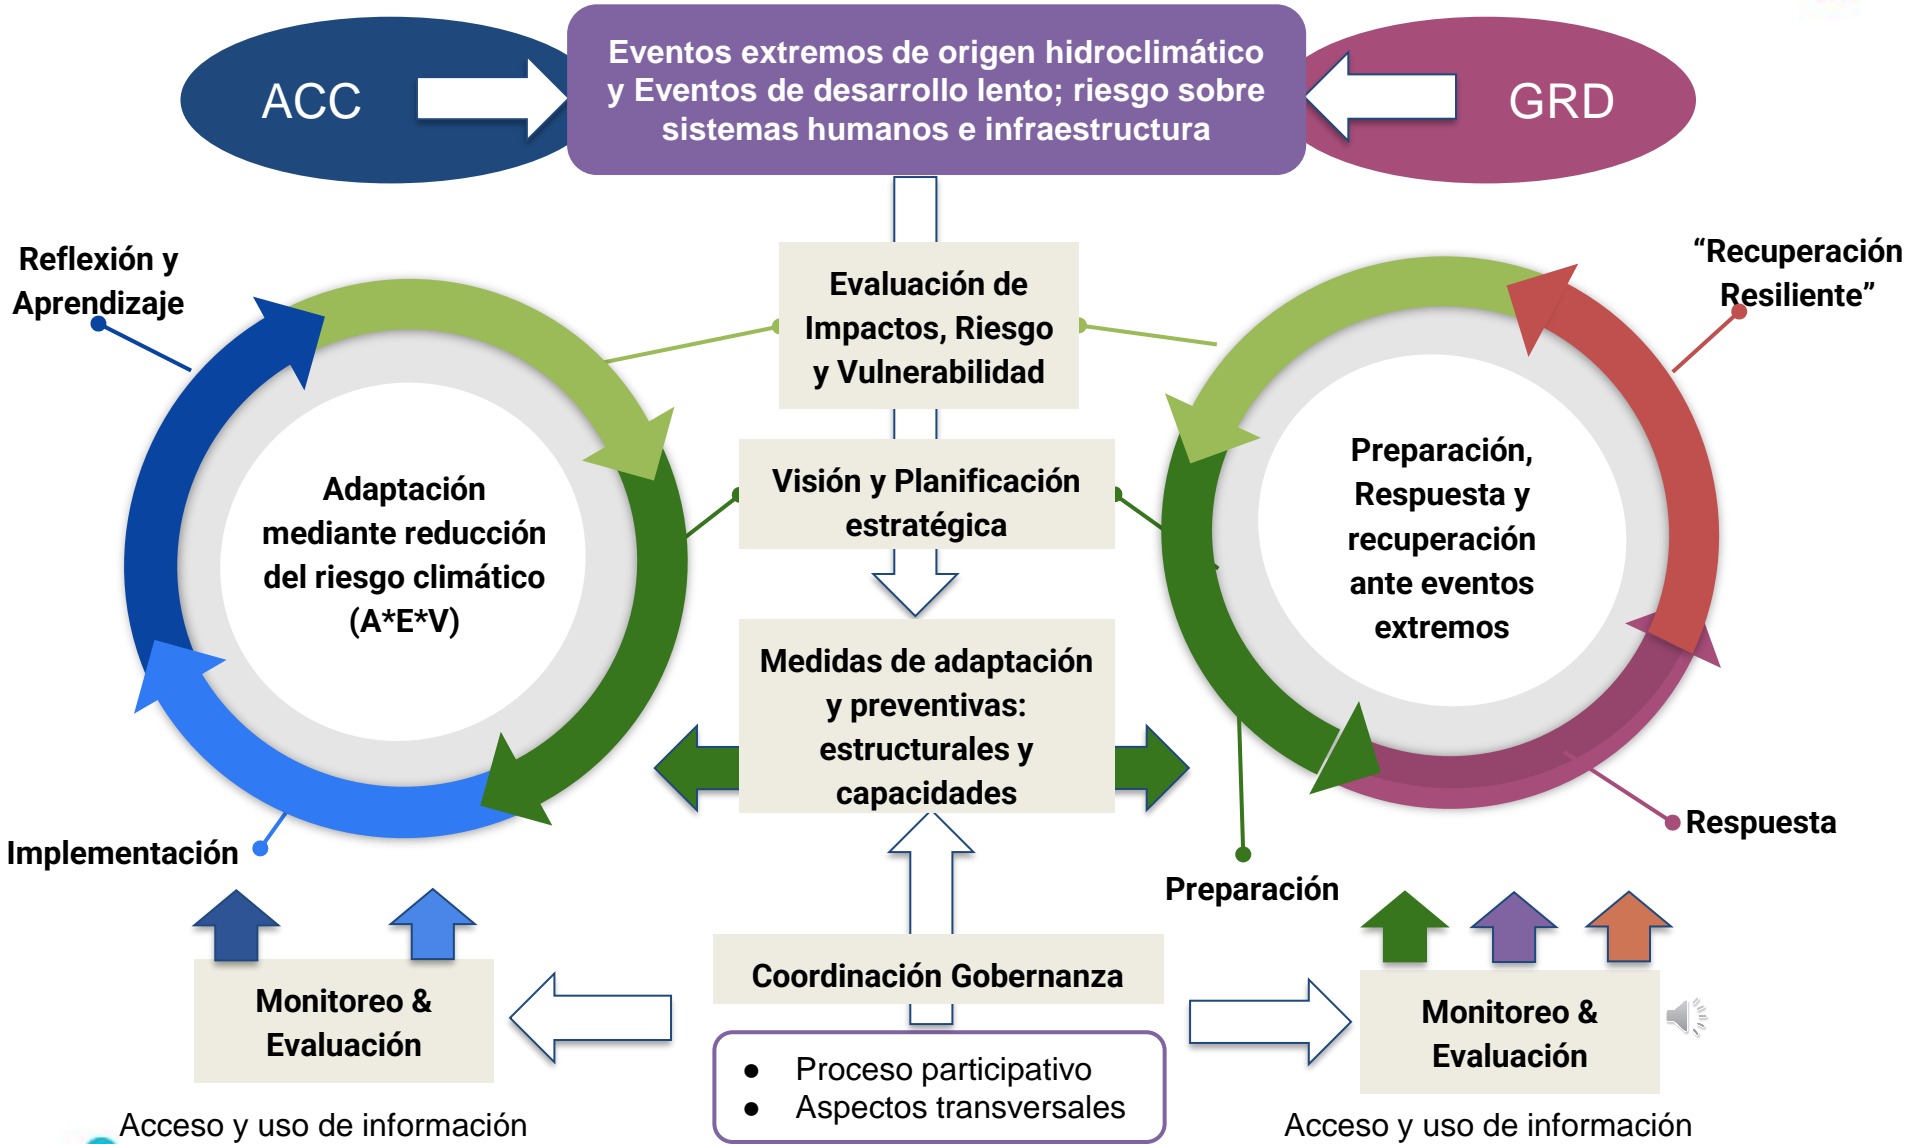 ACC
Eventos extremos de origen hidroclimático
y Eventos de desarrollo lento; riesgo sobre
sistemas humanos e infraestructura
GRD
Reflexión y
Aprendizaje
Evaluación de
Impactos, Riesgo
y Vulnerabilidad
“Recuperación
Resiliente”
Visión y Planificación
estratégica
Adaptación
mediante reducción
del riesgo climático
(A*E*V)
Preparación,
Respuesta y
recuperación
ante eventos
extremos
Medidas de adaptación
y preventivas:
estructurales y
capacidades
Implementación
Respuesta
Preparación
Coordinación Gobernanza
Monitoreo &
Evaluación
Monitoreo &
Evaluación
● Proceso participativo
● Aspectos transversales
Acceso y uso de información
Acceso y uso de información